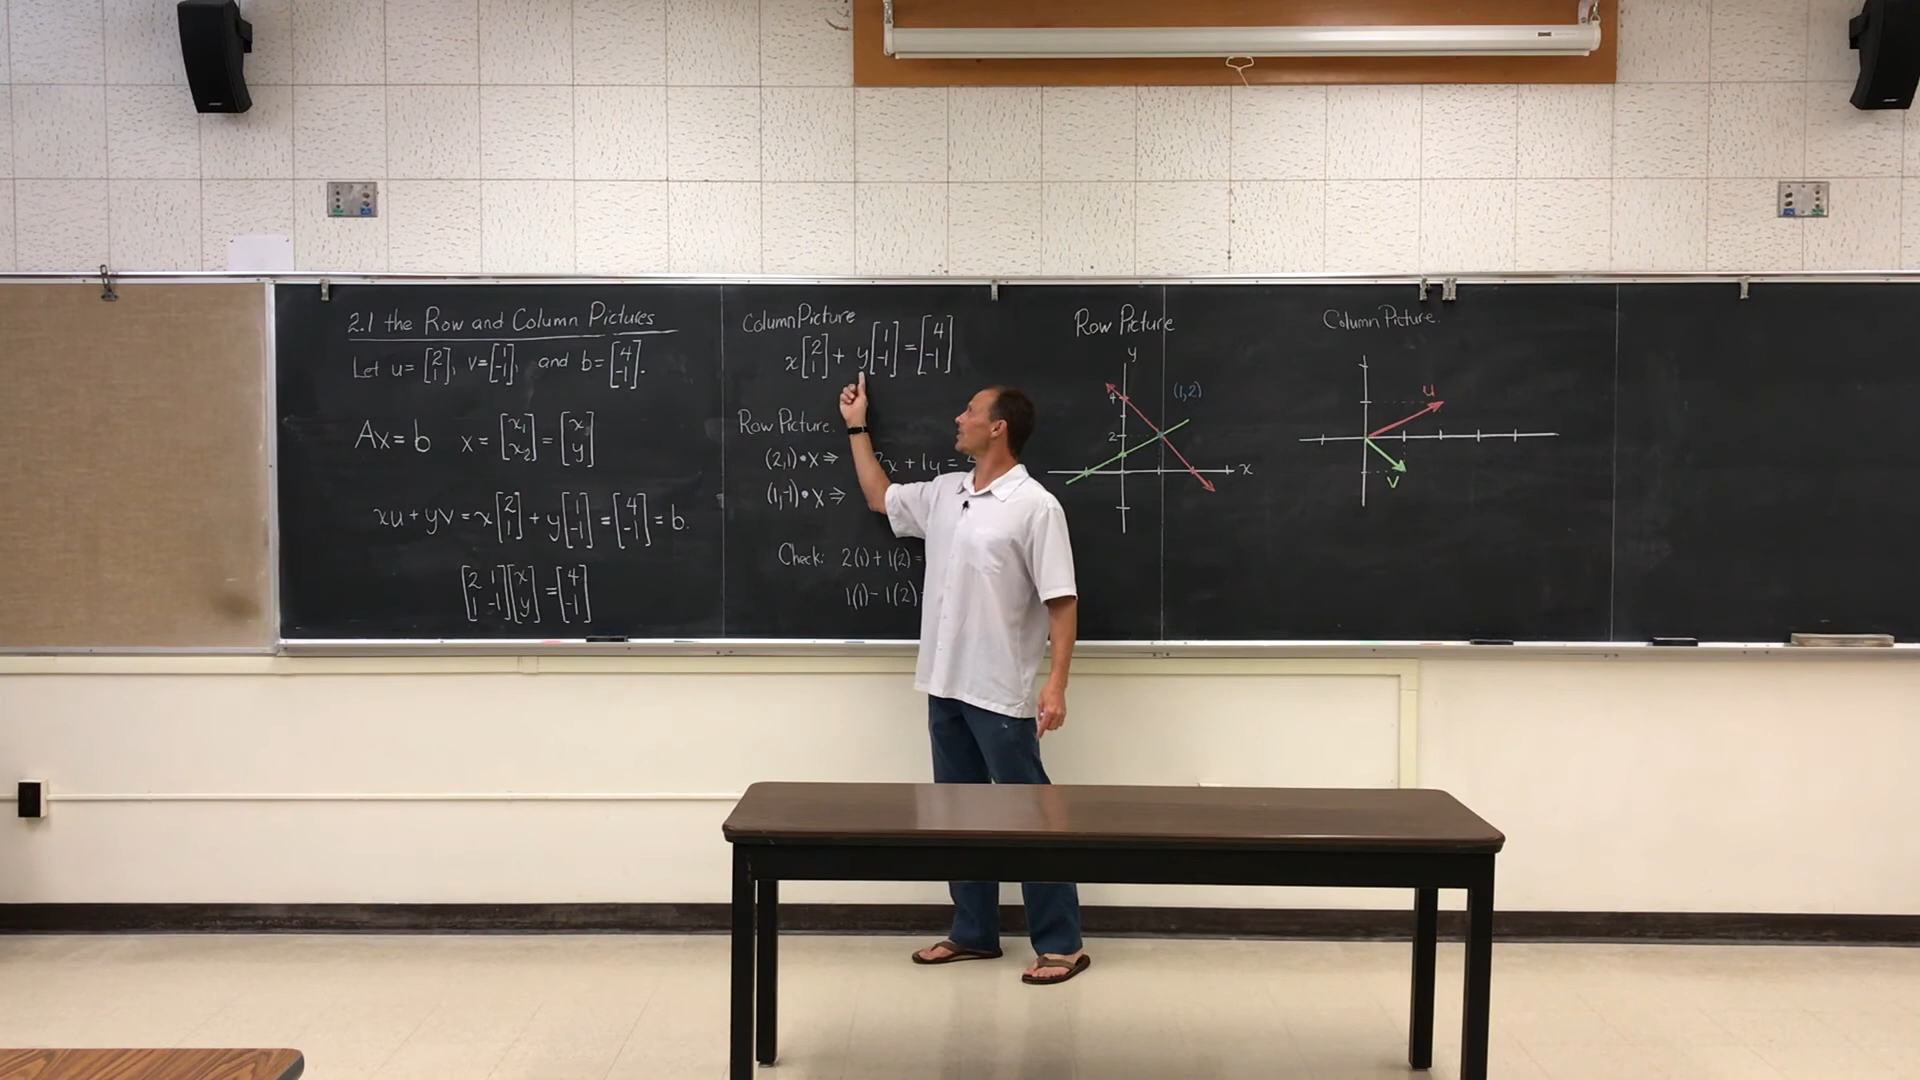 2.1 the Row and Column Pictures
Let u = [2 1], v = [1 -1], and b = [4 -1].
Ax = b x = [x₁ x₂] = [x y]
xu + yv = x[2 1] + y[1 -1] = [4 -1] = b.
[2 1 1 -1][x y] = [4 -1]
Column Picture
x[2 1] + y[1 -1] = [4 -1]
Row Picture.
(2,1)•x ⇒ 2x + 1y =
(1,-1)•x ⇒
Check: 2(1) + 1(2) =
1(1) - 1(2)
Row Picture
y
4
(1,2)
2
x
Column Picture.
u
v